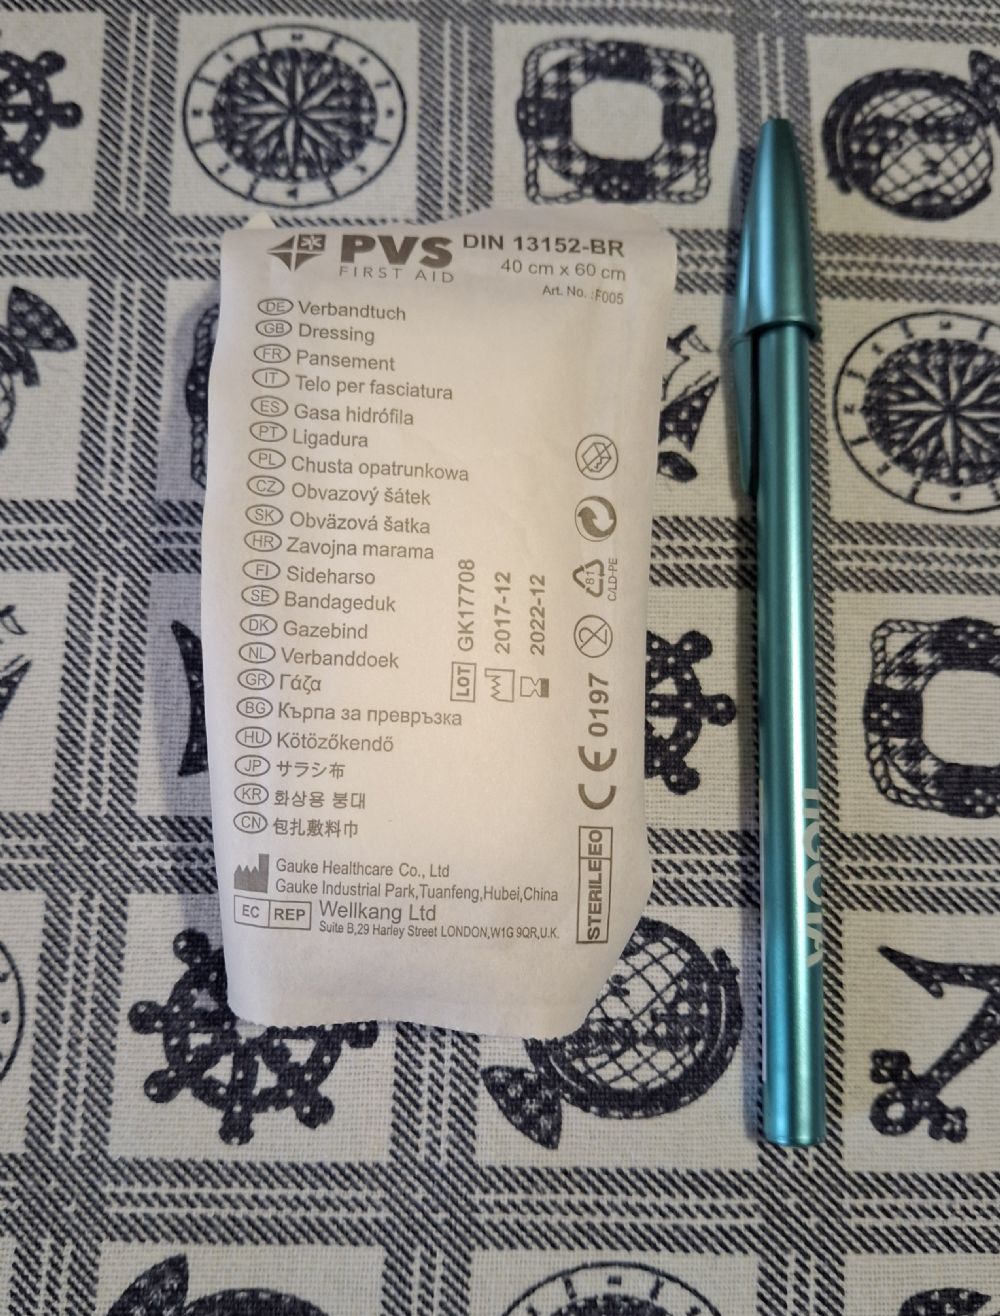 PVS
FIRST AID
DIN 13152-BR
40 cm x 60 cm
Art. No. :F005
DE Verbandtuch
GB Dressing
FR Pansement
IT Telo per fasciatura
ES Gasa hidrófila
PT Ligadura
PL Chusta opatrunkowa
CZ Obvazový šátek
SK Obväzová šatka
HR Zavojna marama
FI Sideharso
SE Bandageduk
DK Gazebind
NL Verbanddoek
GR Γάζα
BG Кърпа за превръзка
HU Kötözőkendő
JP サラシ布
KR 화상용 붕대
CN 包扎敷料巾
LOT GK17708
2017-12
2022-12
2
81
C/LD-PE
CE 0197
STERILE EO
Gauke Healthcare Co., Ltd
Gauke Industrial Park,Tuanfeng,Hubei,China
EC REP Wellkang Ltd
Suite B,29 Harley Street LONDON,W1G 9QR,U.K.